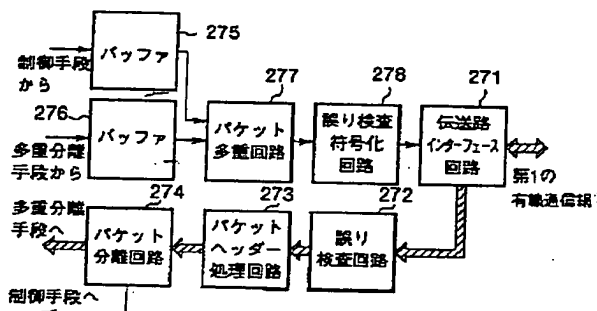 275
バッファ
制御手段
から
276
バッファ
多重分離
手段から
277
パケット
多重回路
278
誤り検査
符号化
回路
271
伝送路
インターフェース
回路
第1の
有線通信網
多重分離
手段へ
274
パケット
分離回路
273
パケット
ヘッダー
処理回路
272
誤り
検査回路
制御手段へ